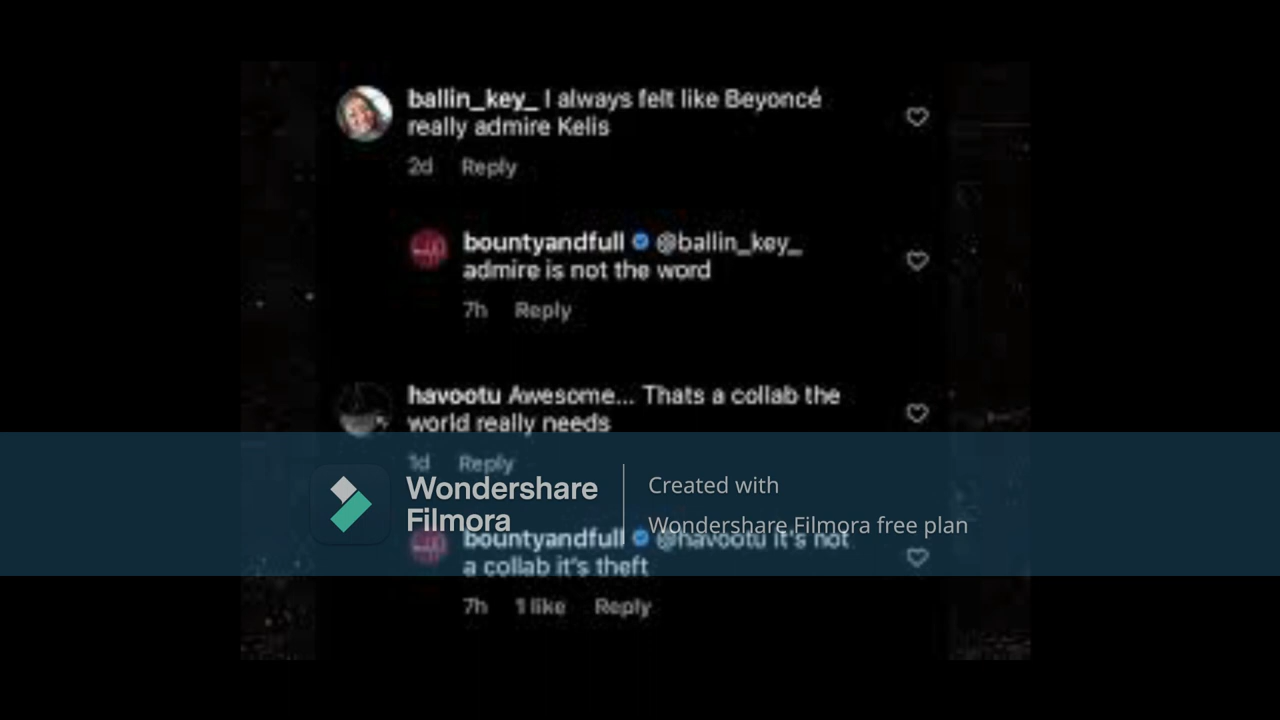 ballin_key_ I always felt like Beyoncé
really admire Kelis
2d Reply
bountyandfull @ballin_key_
admire is not the word
7h Reply
havootu Awesome... Thats a collab the
world really needs
1d Reply
Wondershare
Filmora
Created with
Wondershare Filmora free plan
bountyandfull @havootu it's not
a collab it's theft
7h 1 like Reply